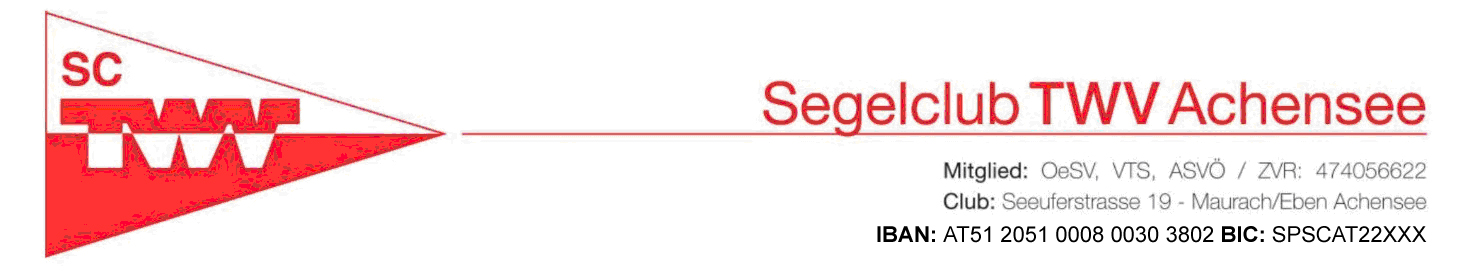 SC
TWV
Segelclub TWV Achensee
Mitglied: OeSV, VTS, ASVÖ / ZVR: 474056622
Club: Seeuferstrasse 19 - Maurach/Eben Achensee
IBAN: AT51 2051 0008 0030 3802 BIC: SPSCAT22XXX